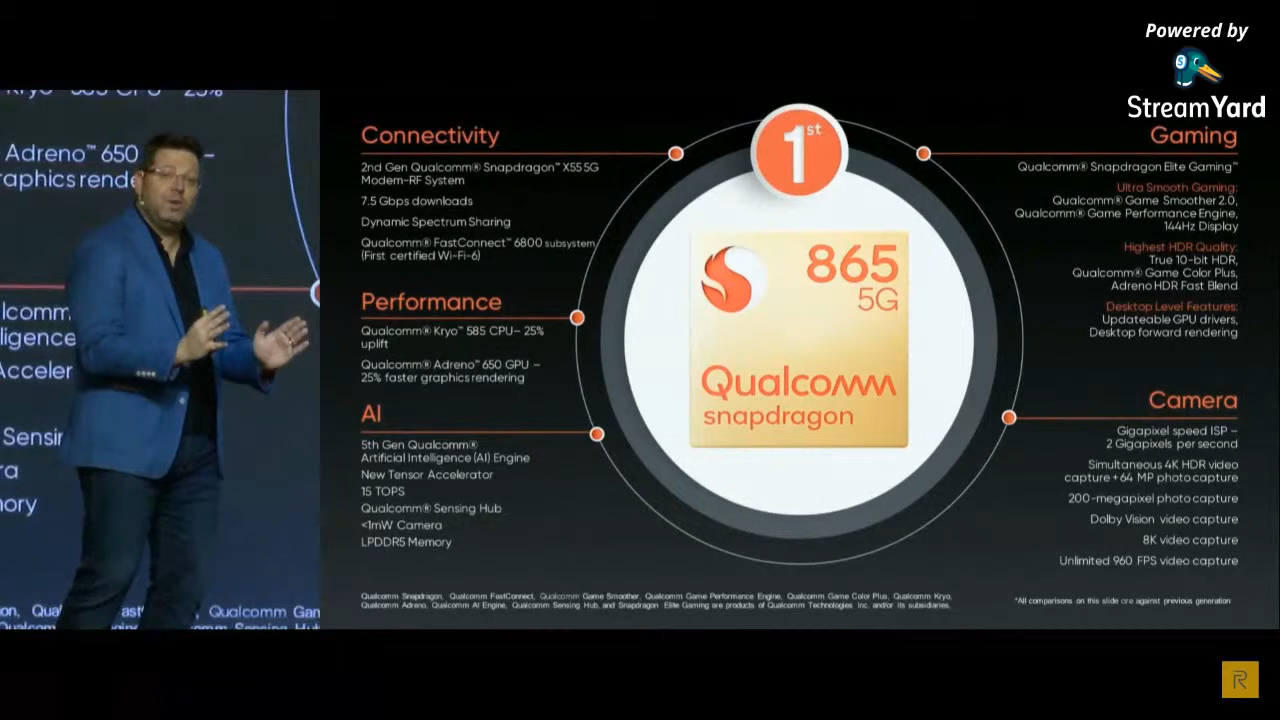 Powered by
StreamYard
Kryo™ 585 CPU – 25%
Adreno™ 650 –
raphics rende
lcomm
lligence
Acceler
Sensin
ra
mory
Connectivity
2nd Gen Qualcomm® Snapdragon™ X55 5G
Modem-RF System
7.5 Gbps downloads
Dynamic Spectrum Sharing
Qualcomm® FastConnect™ 6800 subsystem
(First certified Wi-Fi-6)
Performance
Qualcomm® Kryo™ 585 CPU– 25%
uplift
Qualcomm® Adreno™ 650 GPU –
25% faster graphics rendering
AI
5th Gen Qualcomm®
Artificial Intelligence (AI) Engine
New Tensor Accelerator
15 TOPS
Qualcomm® Sensing Hub
<1mW Camera
LPDDR5 Memory
1st
865
5G
Qualcomm
snapdragon
Gaming
Qualcomm® Snapdragon Elite Gaming™
Ultra Smooth Gaming:
Qualcomm® Game Smoother 2.0,
Qualcomm® Game Performance Engine,
144Hz Display
Highest HDR Quality:
True 10-bit HDR,
Qualcomm® Game Color Plus,
Adreno HDR Fast Blend
Desktop Level Features:
Updateable GPU drivers,
Desktop forward rendering
Camera
Gigapixel speed ISP –
2 Gigapixels per second
Simultaneous 4K HDR video
capture + 64 MP photo capture
200-megapixel photo capture
Dolby Vision video capture
8K video capture
Unlimited 960 FPS video capture
Qualcomm Snapdragon, Qualcomm FastConnect, Qualcomm Game Smoother, Qualcomm Game Performance Engine, Qualcomm Game Color Plus, Qualcomm Kryo,
Qualcomm Adreno, Qualcomm AI Engine, Qualcomm Sensing Hub, and Snapdragon Elite Gaming are products of Qualcomm Technologies Inc. and/or its subsidiaries.
*All comparisons on this slide are against previous generation
Qualcomm Gam
R